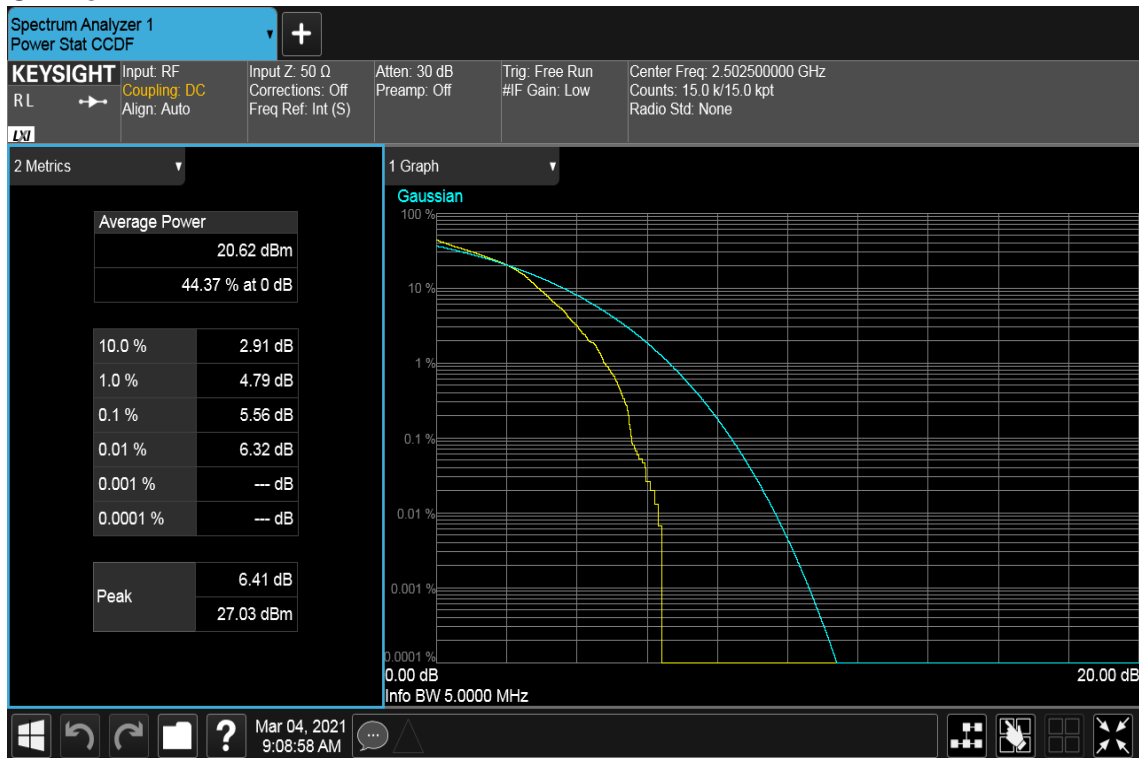 Spectrum Analyzer 1
Power Stat CCDF
+
KEYSIGHT
RL
LXI
Input: RF
Coupling: DC
Align: Auto
Input Z: 50 Ω
Corrections: Off
Freq Ref: Int (S)
Atten: 30 dB
Preamp: Off
Trig: Free Run
#IF Gain: Low
Center Freq: 2.502500000 GHz
Counts: 15.0 k/15.0 kpt
Radio Std: None
2 Metrics
Average Power
20.62 dBm
44.37 % at 0 dB
10.0 % 2.91 dB
1.0 % 4.79 dB
0.1 % 5.56 dB
0.01 % 6.32 dB
0.001 % --- dB
0.0001 % --- dB
Peak
6.41 dB
27.03 dBm
1 Graph
Gaussian
100 %
10 %
1 %
0.1 %
0.01 %
0.001 %
0.0001 %
0.00 dB
20.00 dB
Info BW 5.0000 MHz
?
Mar 04, 2021
9:08:58 AM